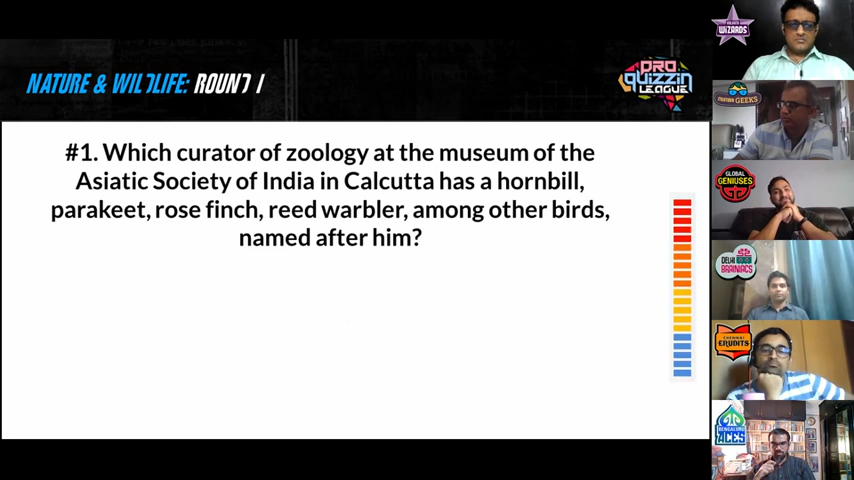 NATURE & WILDLIFE: ROUND 1
PRO
QUIZZIN
LEAGUE
#1. Which curator of zoology at the museum of the
Asiatic Society of India in Calcutta has a hornbill,
parakeet, rose finch, reed warbler, among other birds,
named after him?
WIZARDS
GEEKS
GLOBAL
GENIUSES
DELHI
BRAINIACS
CHENNAI
ERUDITS
BENGALURU
ACES